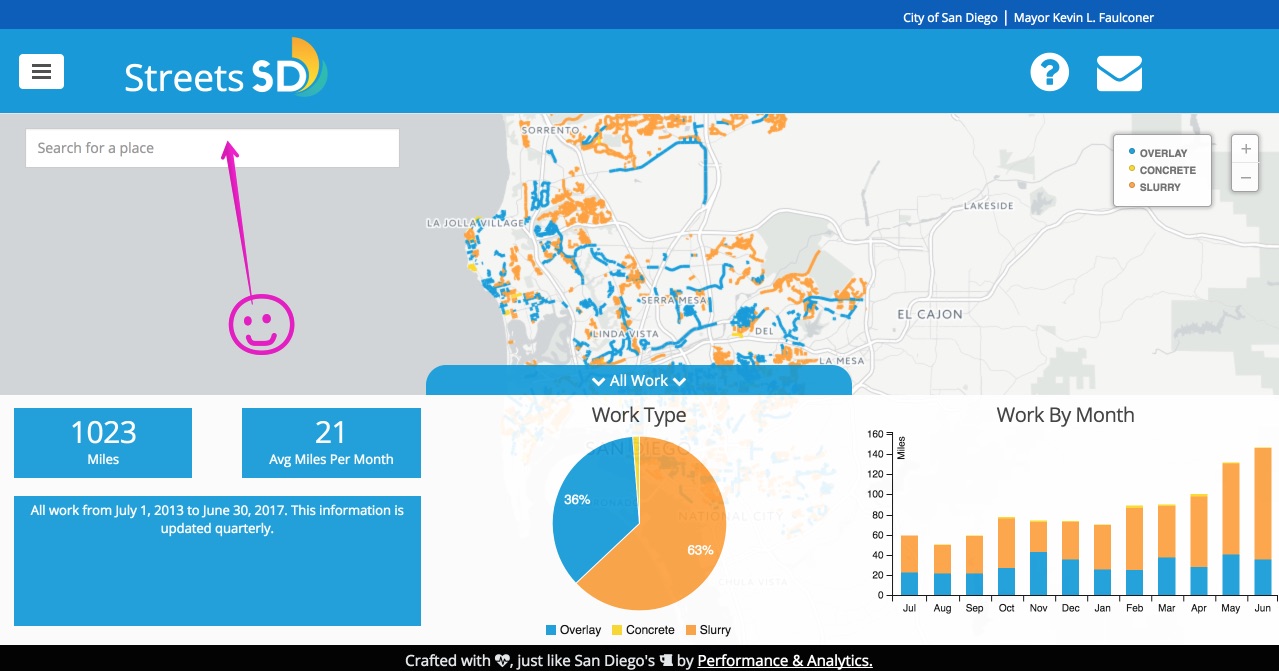 City of San Diego | Mayor Kevin L. Faulconer
Streets SD
?
Search for a place
SORRENTO
LA JOLLA VILLAGE
SERRA MESA
LINDA VISTA
DEL
LA MESA
EL CAJON
LAKESIDE
OVERLAY
CONCRETE
SLURRY
+
−
All Work
1023
Miles
21
Avg Miles Per Month
All work from July 1, 2013 to June 30, 2017. This information is
updated quarterly.
Work Type
SAN DIEGO
CORONADO
NATIONAL CITY
CHULA VISTA
36%
63%
Overlay Concrete Slurry
Work By Month
Miles
160
140
120
100
80
60
40
20
0
Jul Aug Sep Oct Nov Dec Jan Feb Mar Apr May Jun
Crafted with , just like San Diego's by Performance & Analytics.